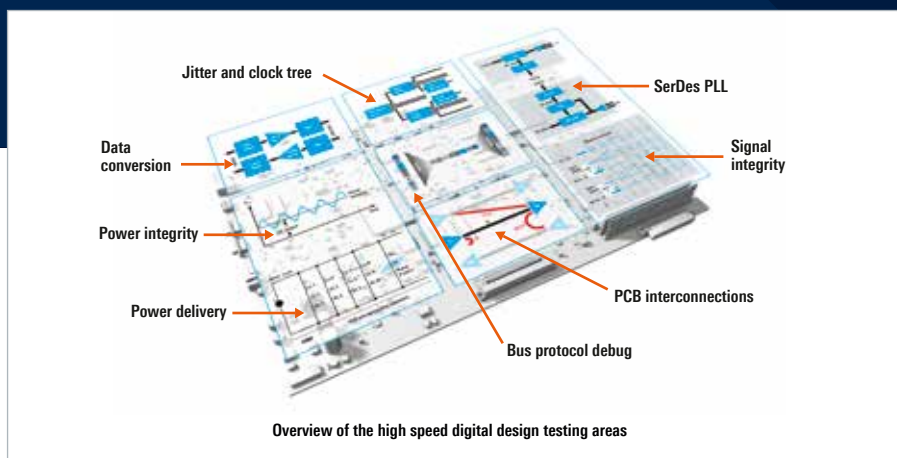 Jitter and clock tree
SerDes PLL
Data
conversion
Signal
integrity
Power integrity
Power delivery
PCB interconnections
Bus protocol debug
Overview of the high speed digital design testing areas